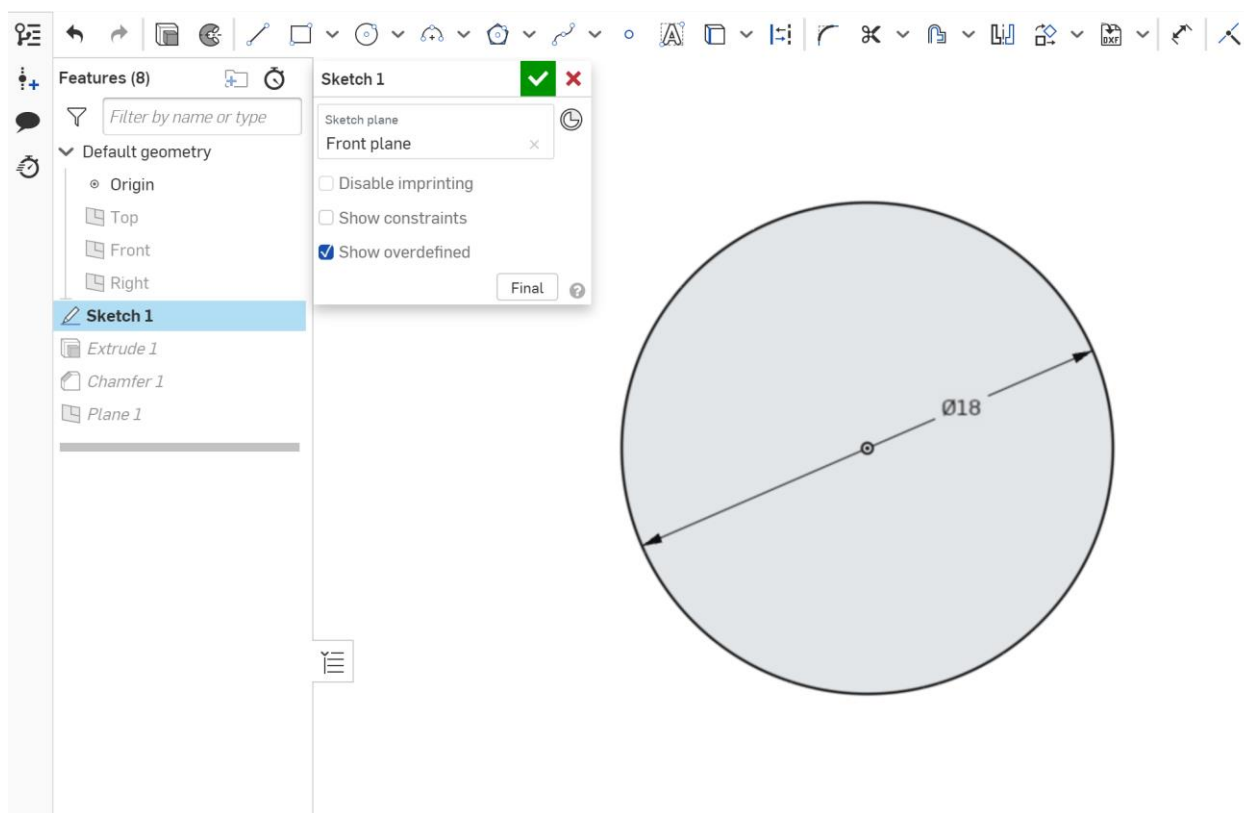 DXF
Features (8)
Filter by name or type
Default geometry
Origin
Top
Front
Right
Sketch 1
Extrude 1
Chamfer 1
Plane 1
Sketch 1
Sketch plane
Front plane
Disable imprinting
Show constraints
Show overdefined
Final
Ø18